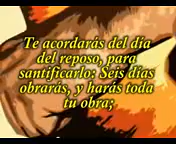 Te acordarás del día
del reposo, para
santificarlo: Seis días
obrarás, y harás toda
tu obra;